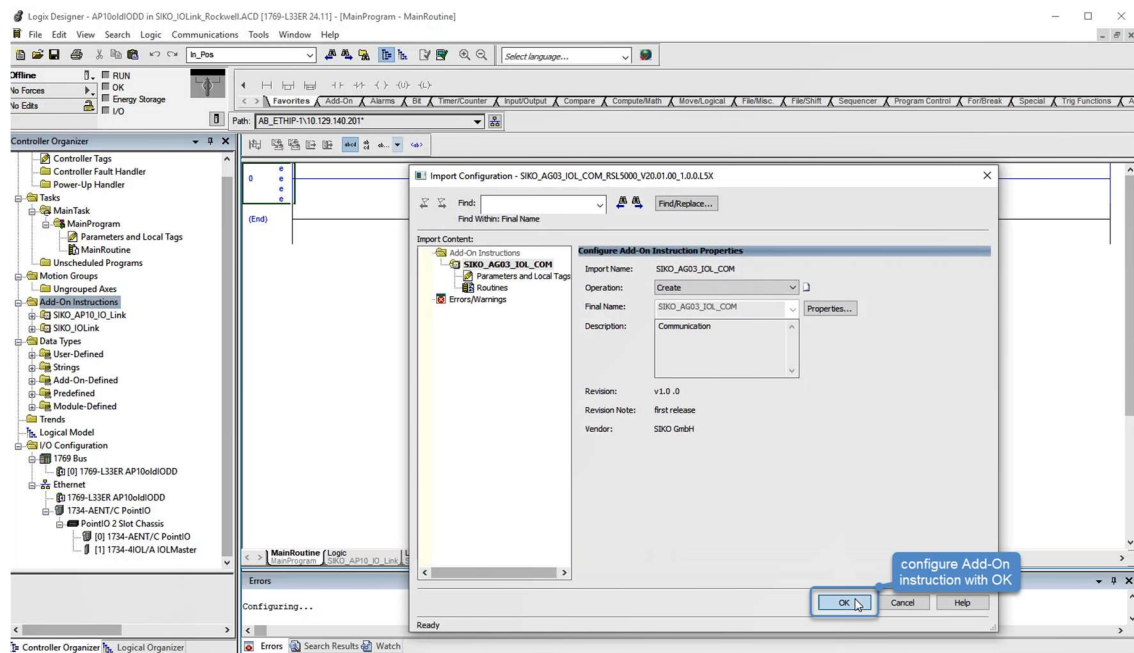 Logix Designer - AP10oldIODD in SIKO_IOLink_Rockwell.ACD [1769-L33ER 24.11] - [MainProgram - MainRoutine]
File Edit View Search Logic Communications Tools Window Help
In_Pos
Select language...
Offline
No Forces
No Edits
RUN
OK
Energy Storage
I/O
Favorites Add-On Alarms Bit Timer/Counter Input/Output Compare Compute/Math Move/Logical File/Misc. File/Shift Sequencer Program Control For/Break Special Trig Functions
Path: AB_ETHIP-1\10.129.140.201*
Controller Organizer
Controller Tags
Controller Fault Handler
Power-Up Handler
Tasks
MainTask
MainProgram
Parameters and Local Tags
MainRoutine
Unscheduled Programs
Motion Groups
Ungrouped Axes
Add-On Instructions
SIKO_AP10_IO_Link
SIKO_IOLink
Data Types
User-Defined
Strings
Add-On-Defined
Predefined
Module-Defined
Trends
Logical Model
I/O Configuration
1769 Bus
[0] 1769-L33ER AP10oldIODD
Ethernet
1769-L33ER AP10oldIODD
1734-AENT/C PointIO
PointIO 2 Slot Chassis
[0] 1734-AENT/C PointIO
[1] 1734-4IOL/A IOLMaster
Controller Organizer Logical Organizer
0
e
e
e
e
(End)
MainRoutine
MainProgram
Logic
SIKO_AP10_IO_Link
Errors
Configuring...
Errors Search Results Watch
Import Configuration - SIKO_AG03_IOL_COM_RSL5000_V20.01.00_1.0.0.L5X
Find:
Find/Replace...
Find Within: Final Name
Import Content:
Add-On Instructions
SIKO_AG03_IOL_COM
Parameters and Local Tags
Routines
Errors/Warnings
Configure Add-On Instruction Properties
Import Name: SIKO_AG03_IOL_COM
Operation: Create
Final Name: SIKO_AG03_IOL_COM
Properties...
Description: Communication
Revision: v1.0 .0
Revision Note: first release
Vendor: SIKO GmbH
configure Add-On
instruction with OK
OK Cancel Help
Ready